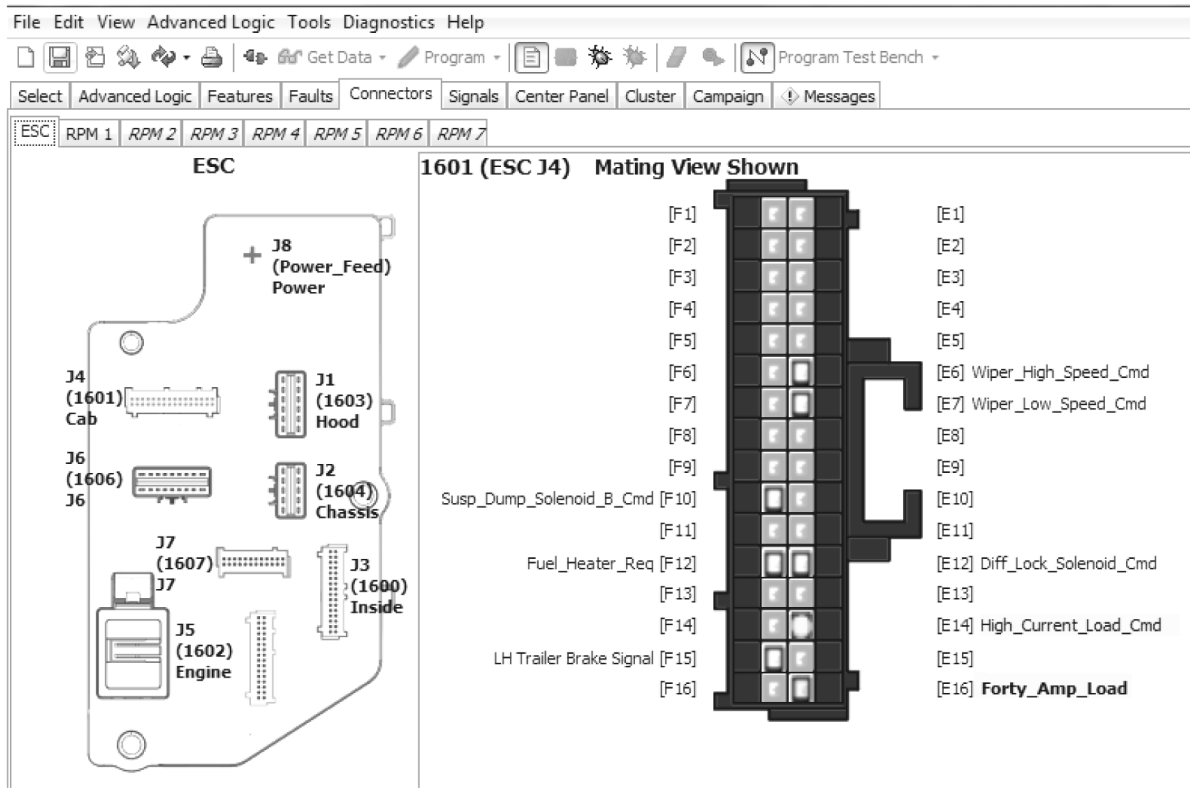 File Edit View Advanced Logic Tools Diagnostics Help
Get Data Program Program Test Bench
Select Advanced Logic Features Faults Connectors Signals Center Panel Cluster Campaign Messages
ESC RPM 1 RPM 2 RPM 3 RPM 4 RPM 5 RPM 6 RPM 7
ESC
J8
(Power_Feed)
Power
J4
(1601)
Cab
J1
(1603)
Hood
J6
(1606)
J6
J2
(1604)
Chassis
J7
(1607)
J7
J3
(1600)
Inside
J5
(1602)
Engine
1601 (ESC J4) Mating View Shown
[F1] [E1]
[F2] [E2]
[F3] [E3]
[F4] [E4]
[F5] [E5]
[F6] [E6] Wiper_High_Speed_Cmd
[F7] [E7] Wiper_Low_Speed_Cmd
[F8] [E8]
[F9] [E9]
Susp_Dump_Solenoid_B_Cmd [F10] [E10]
[F11] [E11]
Fuel_Heater_Req [F12] [E12] Diff_Lock_Solenoid_Cmd
[F13] [E13]
[F14] [E14] High_Current_Load_Cmd
LH Trailer Brake Signal [F15] [E15]
[F16] [E16] Forty_Amp_Load